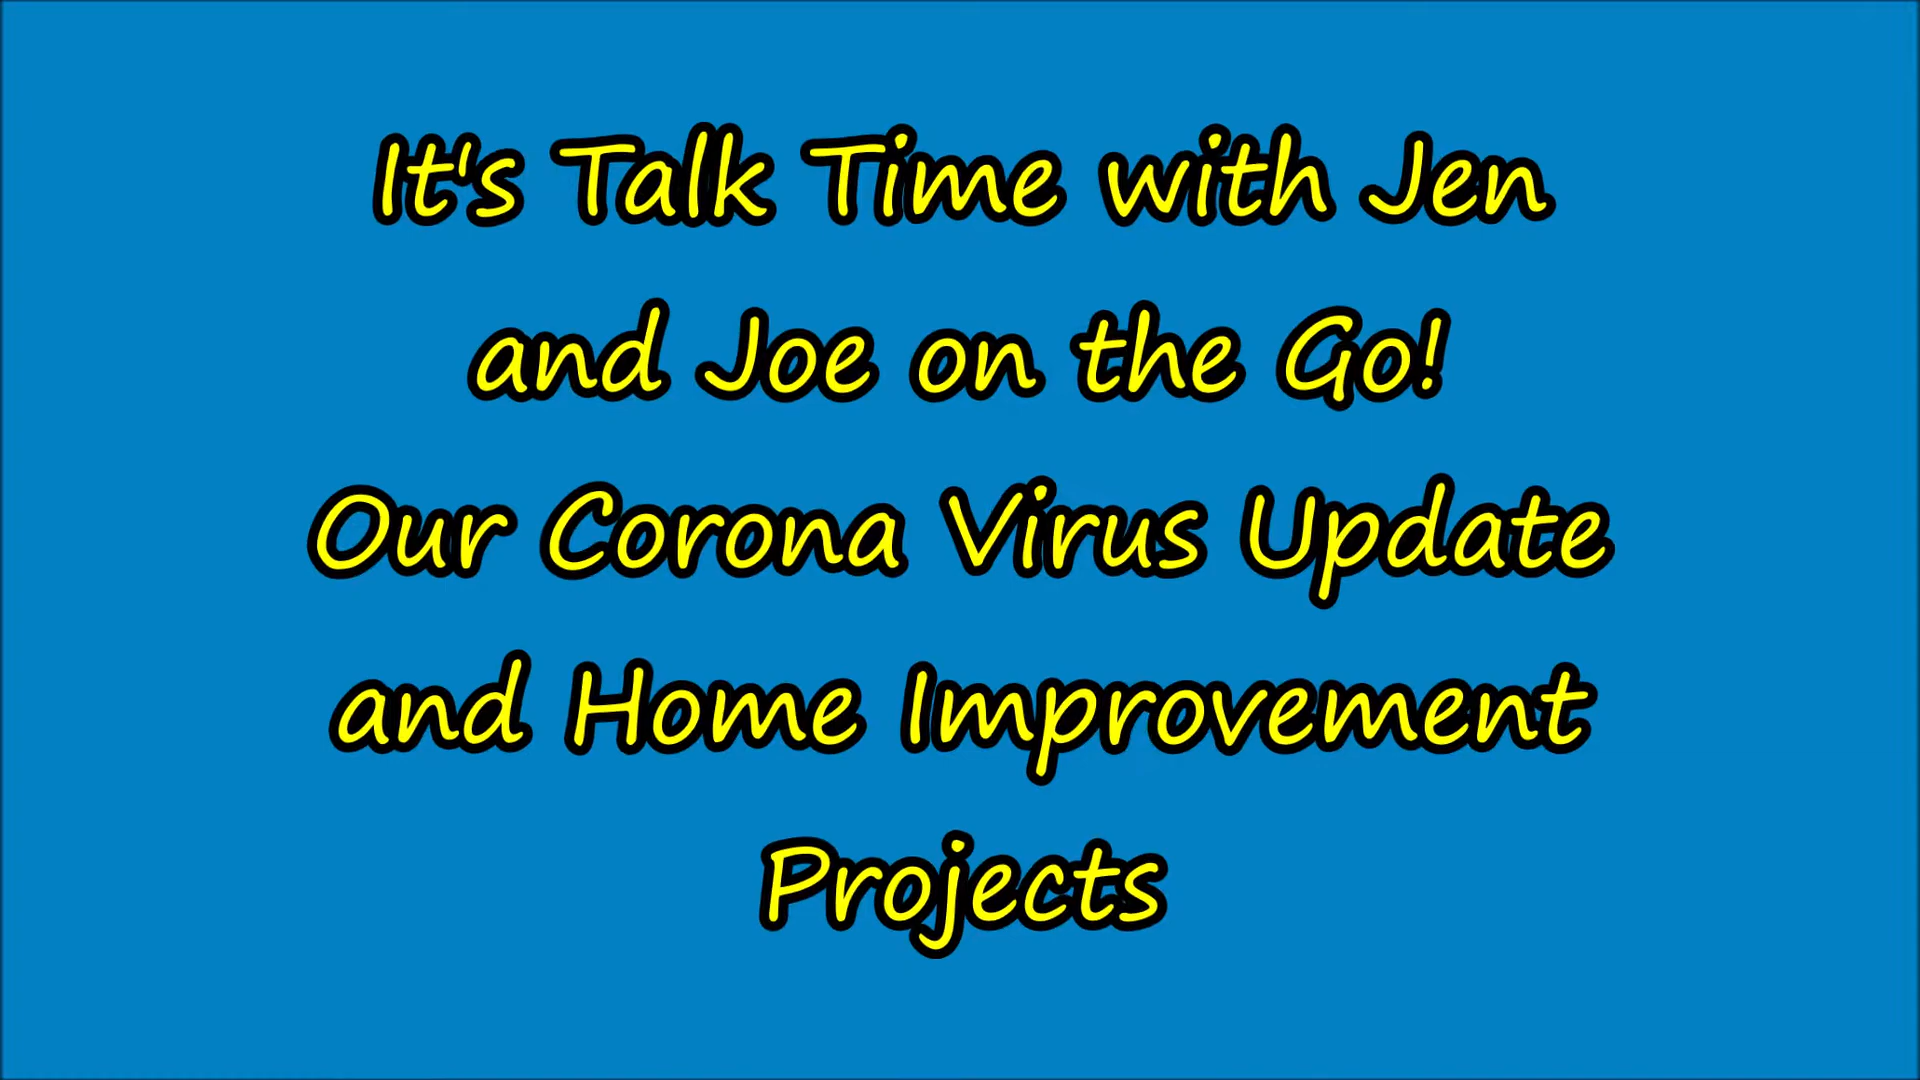 It's Talk Time with Jen
and Joe on the Go!
Our Corona Virus Update
and Home Improvement
Projects